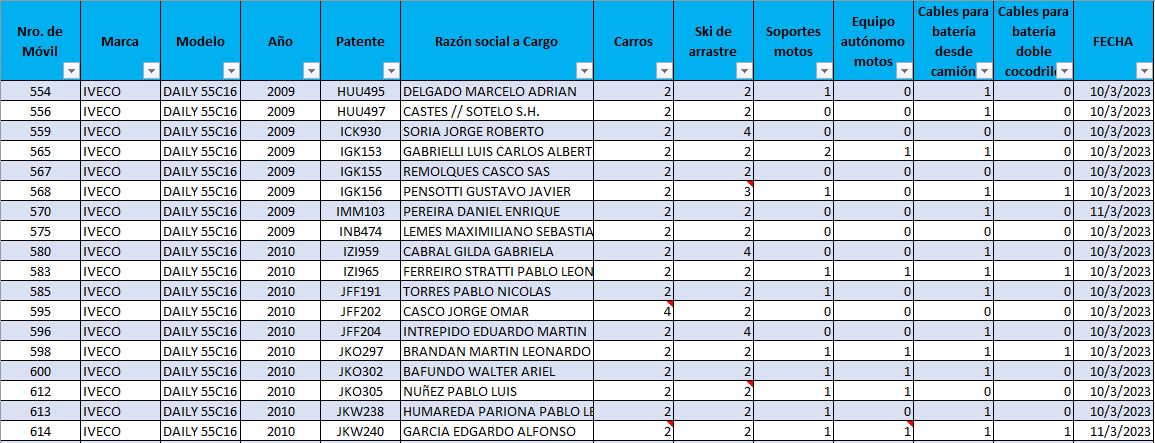 Nro. de Móvil Marca Modelo Año Patente Razón social a Cargo Carros Ski de arrastre Soportes motos Equipo autónomo motos Cables para batería desde camión Cables para batería doble cocodrilo FECHA
554 IVECO DAILY 55C16 2009 HUU495 DELGADO MARCELO ADRIAN 2 2 1 0 1 0 10/3/2023
556 IVECO DAILY 55C16 2009 HUU497 CASTES // SOTELO S.H. 2 2 0 0 1 0 10/3/2023
559 IVECO DAILY 55C16 2009 ICK930 SORIA JORGE ROBERTO 2 4 0 0 0 0 10/3/2023
565 IVECO DAILY 55C16 2009 IGK153 GABRIELLI LUIS CARLOS ALBERT 2 2 2 1 1 0 10/3/2023
567 IVECO DAILY 55C16 2009 IGK155 REMOLQUES CASCO SAS 2 2 0 0 0 0 10/3/2023
568 IVECO DAILY 55C16 2009 IGK156 PENSOTTI GUSTAVO JAVIER 2 3 1 0 1 1 10/3/2023
570 IVECO DAILY 55C16 2009 IMM103 PEREIRA DANIEL ENRIQUE 2 2 0 0 1 0 11/3/2023
575 IVECO DAILY 55C16 2009 INB474 LEMES MAXIMILIANO SEBASTIA 2 2 0 0 0 0 10/3/2023
580 IVECO DAILY 55C16 2010 IZI959 CABRAL GILDA GABRIELA 2 4 0 0 1 0 10/3/2023
583 IVECO DAILY 55C16 2010 IZI965 FERREIRO STRATTI PABLO LEON 2 2 1 1 1 1 10/3/2023
585 IVECO DAILY 55C16 2010 JFF191 TORRES PABLO NICOLAS 2 2 1 0 1 0 10/3/2023
595 IVECO DAILY 55C16 2010 JFF202 CASCO JORGE OMAR 4 2 0 0 0 0 10/3/2023
596 IVECO DAILY 55C16 2010 JFF204 INTREPIDO EDUARDO MARTIN 2 4 0 0 1 0 10/3/2023
598 IVECO DAILY 55C16 2010 JKO297 BRANDAN MARTIN LEONARDO 2 2 1 1 1 1 10/3/2023
600 IVECO DAILY 55C16 2010 JKO302 BAFUNDO WALTER ARIEL 2 2 1 1 1 0 10/3/2023
612 IVECO DAILY 55C16 2010 JKO305 NUñEZ PABLO LUIS 2 2 1 1 0 0 10/3/2023
613 IVECO DAILY 55C16 2010 JKW238 HUMAREDA PARIONA PABLO LE 2 2 1 0 1 0 10/3/2023
614 IVECO DAILY 55C16 2010 JKW240 GARCIA EDGARDO ALFONSO 2 2 1 1 1 1 11/3/2023